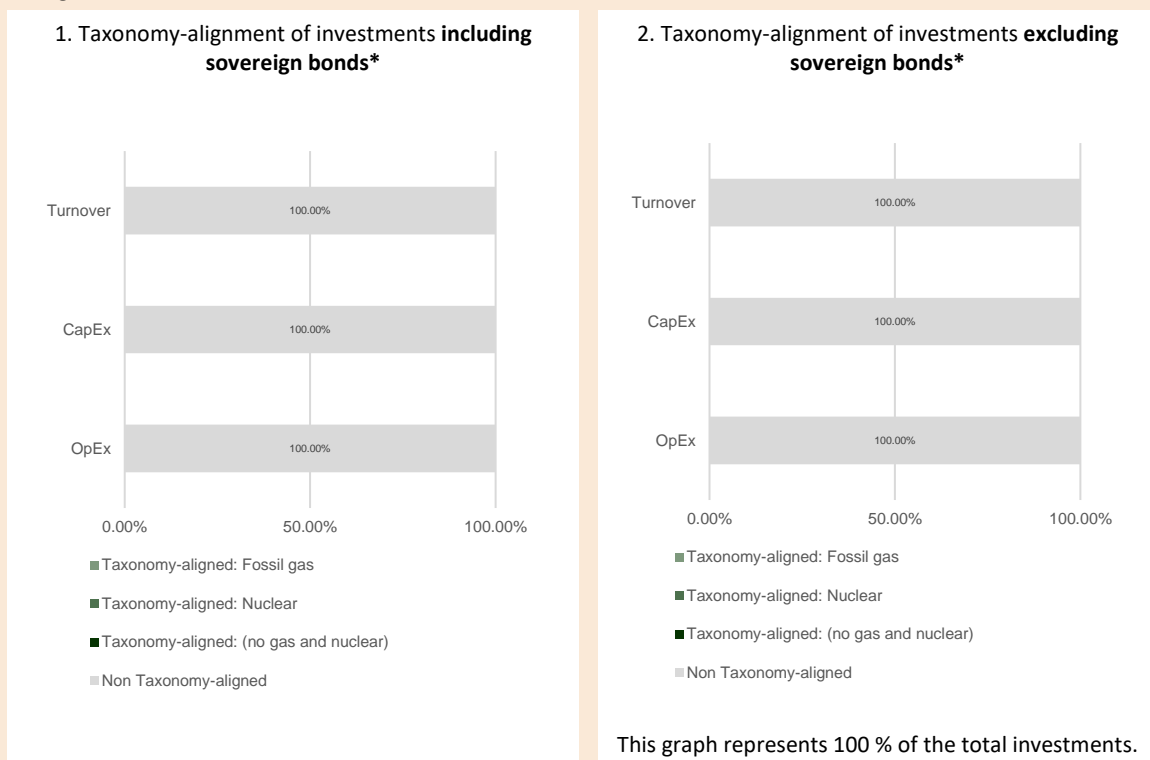 1. Taxonomy-alignment of investments including
sovereign bonds*
Turnover
100.00%
CapEx
100.00%
OpEx
100.00%
0.00%
50.00%
100.00%
Taxonomy-aligned: Fossil gas
Taxonomy-aligned: Nuclear
Taxonomy-aligned: (no gas and nuclear)
Non Taxonomy-aligned
2. Taxonomy-alignment of investments excluding
sovereign bonds*
Turnover
100.00%
CapEx
100.00%
OpEx
100.00%
0.00%
50.00%
100.00%
Taxonomy-aligned: Fossil gas
Taxonomy-aligned: Nuclear
Taxonomy-aligned: (no gas and nuclear)
Non Taxonomy-aligned
This graph represents 100 % of the total investments.